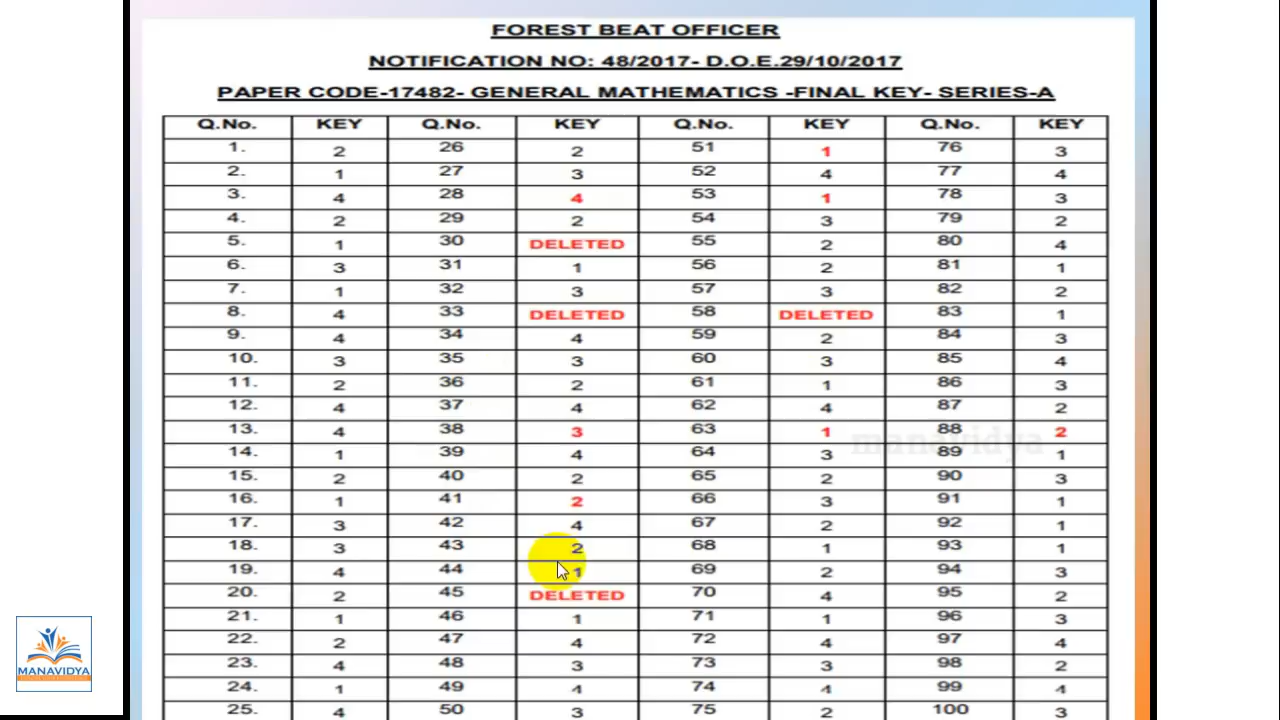 FOREST BEAT OFFICER
NOTIFICATION NO: 48/2017- D.O.E.29/10/2017
PAPER CODE-17482- GENERAL MATHEMATICS -FINAL KEY- SERIES-A
Q.No. KEY Q.No. KEY Q.No. KEY Q.No. KEY
1. 2 26 2 51 1 76 3
2. 1 27 3 52 4 77 4
3. 4 28 4 53 1 78 3
4. 2 29 2 54 3 79 2
5. 1 30 DELETED 55 2 80 4
6. 3 31 1 56 2 81 1
7. 1 32 3 57 3 82 2
8. 4 33 DELETED 58 DELETED 83 1
9. 4 34 4 59 2 84 3
10. 3 35 3 60 3 85 4
11. 2 36 2 61 1 86 3
12. 4 37 4 62 4 87 2
13. 4 38 3 63 1 88 2
manavidya
14. 1 39 4 64 3 89 1
15. 2 40 2 65 2 90 3
16. 1 41 2 66 3 91 1
17. 3 42 4 67 2 92 1
18. 3 43 2 68 1 93 1
19. 4 44 1 69 2 94 3
20. 2 45 DELETED 70 4 95 2
21. 1 46 1 71 1 96 3
22. 2 47 4 72 4 97 4
23. 4 48 3 73 3 98 2
24. 1 49 4 74 4 99 4
25. 4 50 3 75 2 100 3
MANAVIDYA